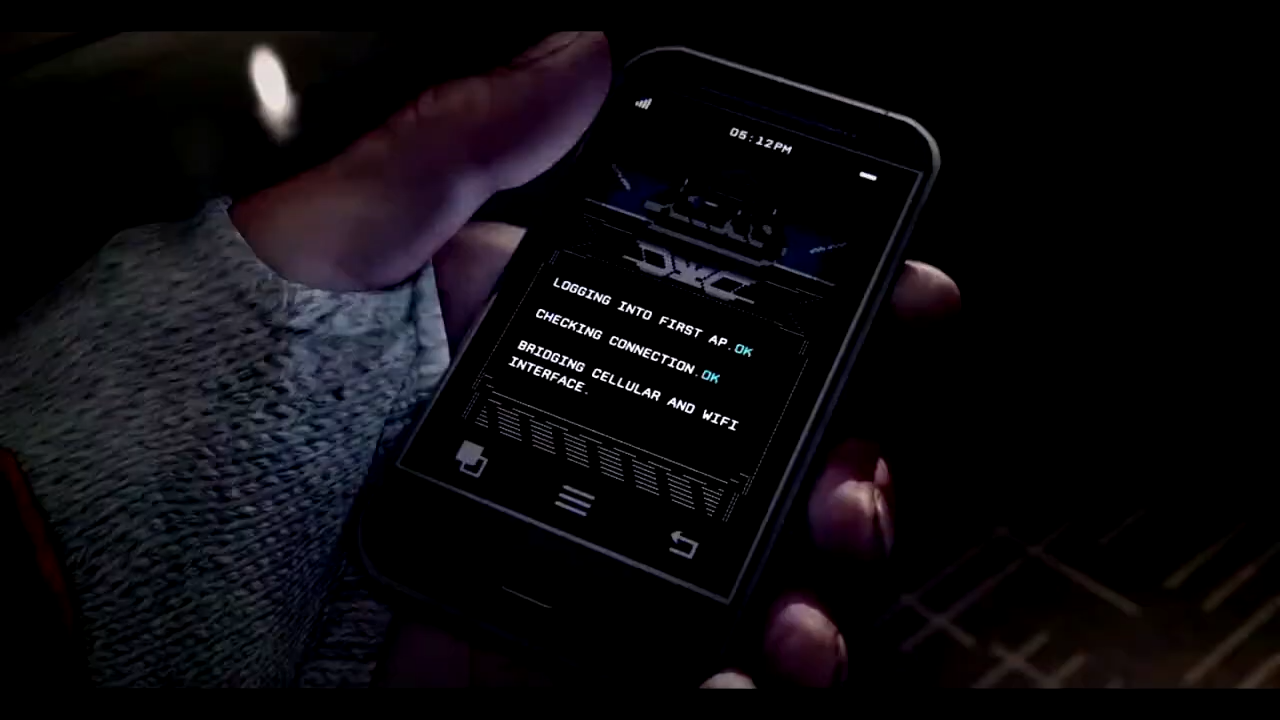 05:12PM
LOGGING INTO FIRST AP.OK
CHECKING CONNECTION.OK
BRIDGING CELLULAR AND WIFI
INTERFACE.